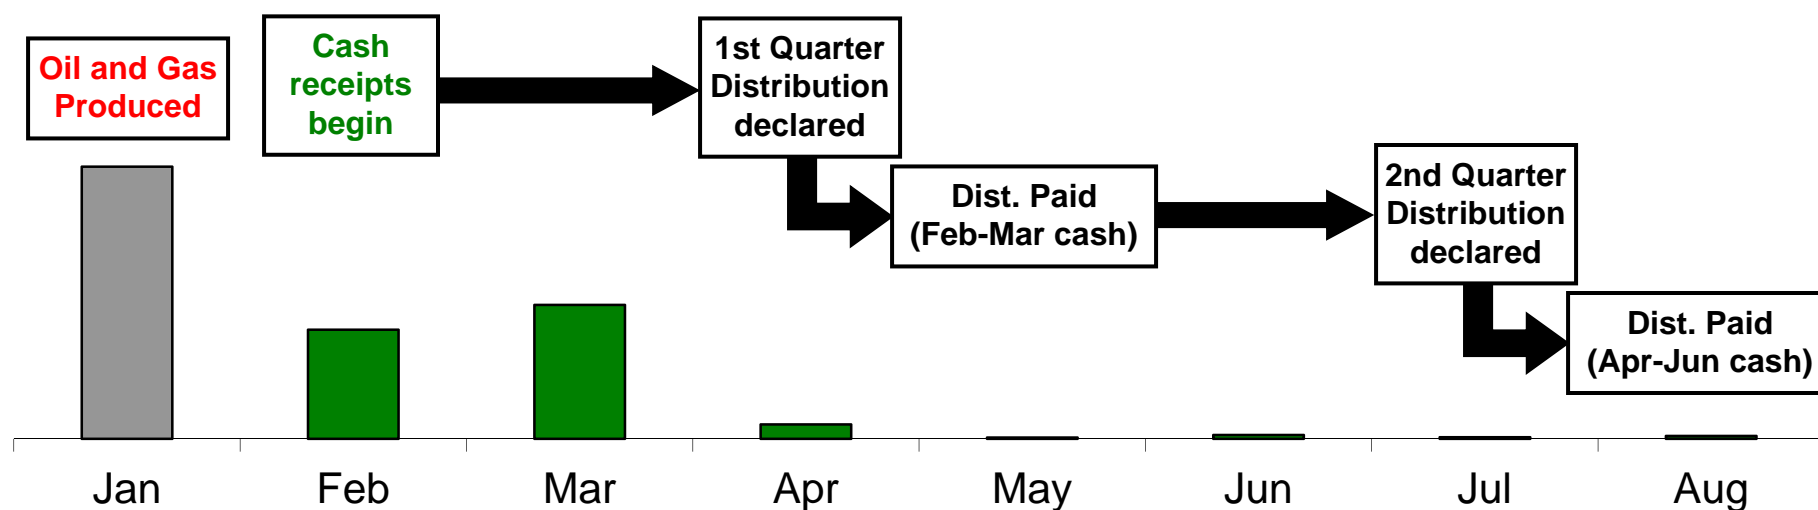 Oil and Gas
Produced
Cash
receipts
begin
1st Quarter
Distribution
declared
Dist. Paid
(Feb-Mar cash)
2nd Quarter
Distribution
declared
Dist. Paid
(Apr-Jun cash)
Jan
Feb
Mar
Apr
May
Jun
Jul
Aug